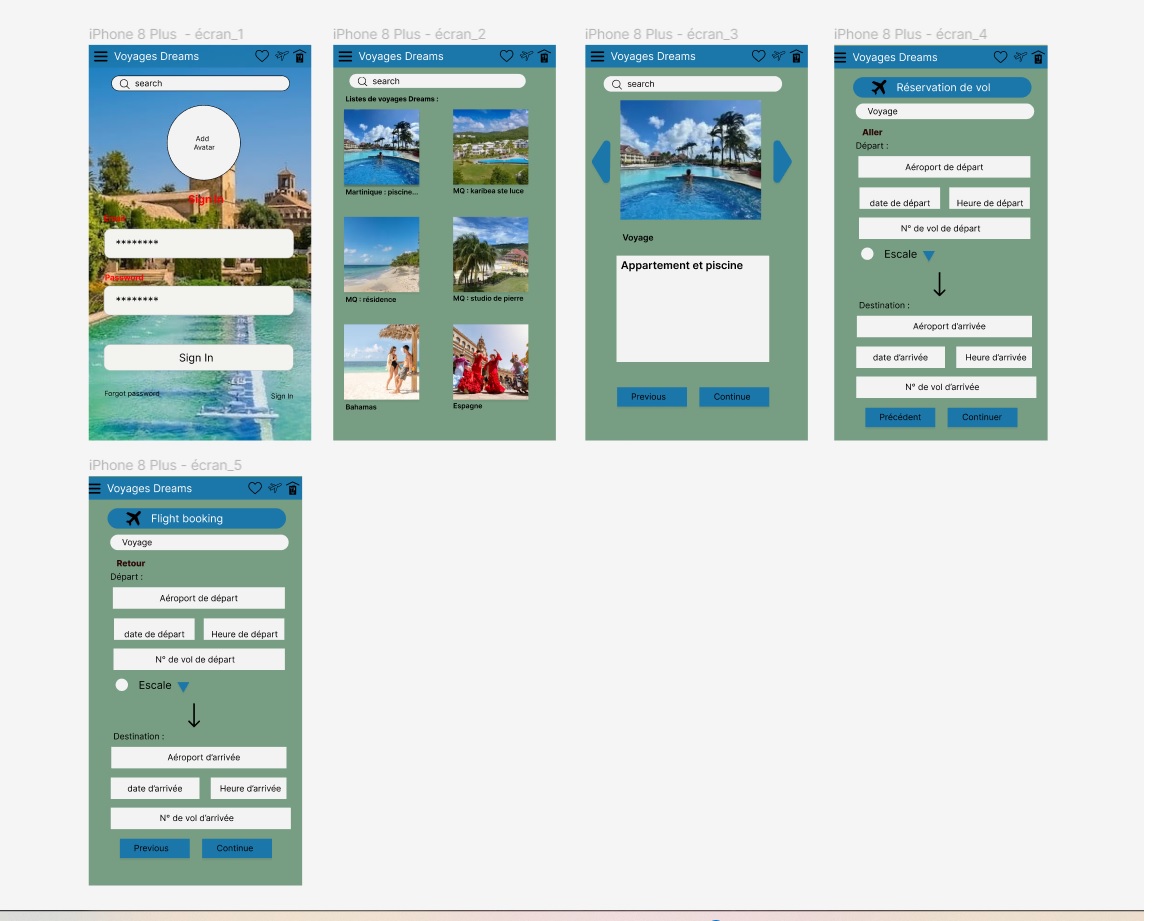 iPhone 8 Plus - écran_1
Voyages Dreams
search
Add
Avatar
Sign In
********
Password
********
Sign In
Forgot password
Sign In
iPhone 8 Plus - écran_2
Voyages Dreams
search
Listes de voyages Dreams :
Martinique : piscine...
MQ : karibea ste luce
MQ : résidence
MQ : studio de pierre
Bahamas
Espagne
iPhone 8 Plus - écran_3
Voyages Dreams
search
Voyage
Appartement et piscine
Previous
Continue
iPhone 8 Plus - écran_4
Voyages Dreams
Réservation de vol
Voyage
Aller
Départ :
Aéroport de départ
date de départ
Heure de départ
N° de vol de départ
Escale
Destination :
Aéroport d'arrivée
date d'arrivée
Heure d'arrivée
N° de vol d'arrivée
Précédent
Continuer
iPhone 8 Plus - écran_5
Voyages Dreams
Flight booking
Voyage
Retour
Départ :
Aéroport de départ
date de départ
Heure de départ
N° de vol de départ
Escale
Destination :
Aéroport d'arrivée
date d'arrivée
Heure d'arrivée
N° de vol d'arrivée
Previous
Continue